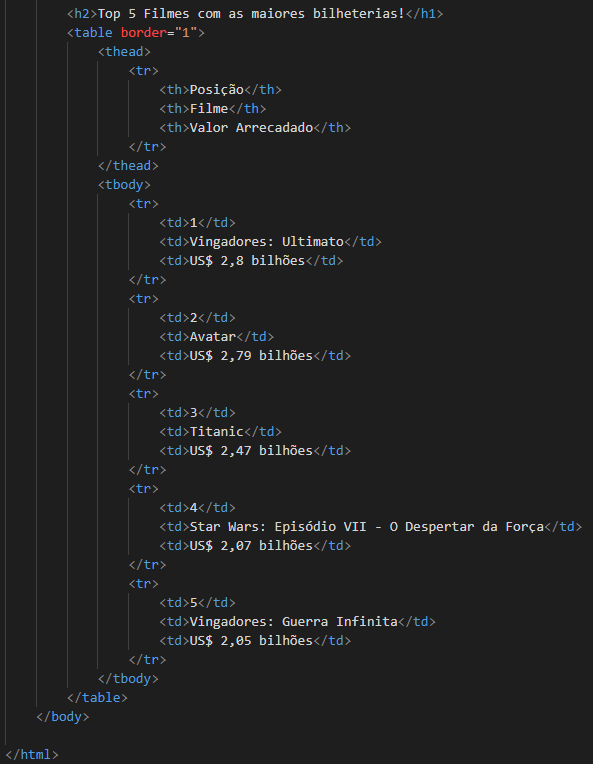 <h2>Top 5 Filmes com as maiores bilheterias!</h1>
<table border="1">
<thead>
<tr>
<th>Posição</th>
<th>Filme</th>
<th>Valor Arrecadado</th>
</tr>
</thead>
<tbody>
<tr>
<td>1</td>
<td>Vingadores: Ultimato</td>
<td>US$ 2,8 bilhões</td>
</tr>
<tr>
<td>2</td>
<td>Avatar</td>
<td>US$ 2,79 bilhões</td>
</tr>
<tr>
<td>3</td>
<td>Titanic</td>
<td>US$ 2,47 bilhões</td>
</tr>
<tr>
<td>4</td>
<td>Star Wars: Episódio VII - O Despertar da Força</td>
<td>US$ 2,07 bilhões</td>
</tr>
<tr>
<td>5</td>
<td>Vingadores: Guerra Infinita</td>
<td>US$ 2,05 bilhões</td>
</tr>
</tbody>
</table>
</body>
</html>